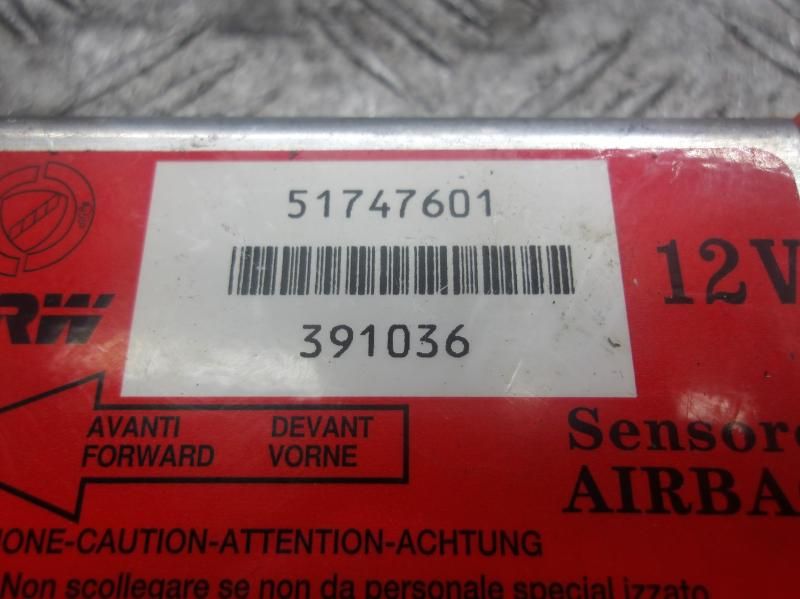 51747601
391036
12V
RW
AVANTI DEVANT
FORWARD VORNE
Sensor
AIRBA
IONE-CAUTION-ATTENTION-ACHTUNG
Non scollegare se non da personale special izzato